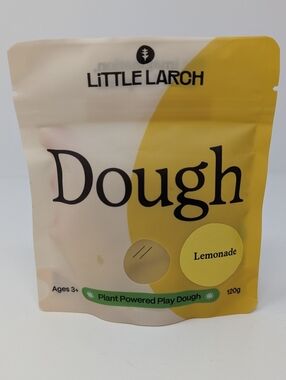 LiTTLE LARCH
Dough
Lemonade
Ages 3+
Plant Powered Play Dough
120g